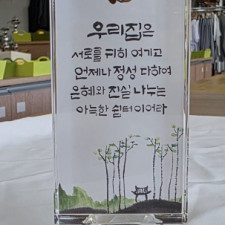 우리집은
서로를 귀히 여기고
언제나 정성 다하여
은혜와 진실 나누는
아늑한 쉼터이어라